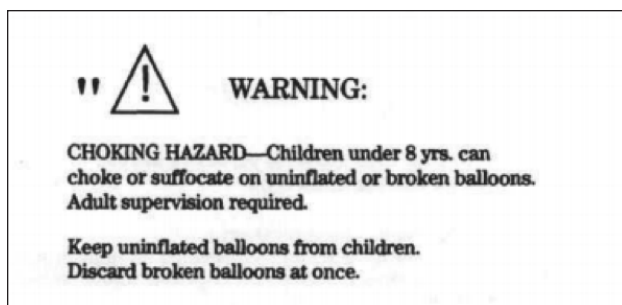 " ⚠ WARNING:
CHOKING HAZARD—Children under 8 yrs. can
choke or suffocate on uninflated or broken balloons.
Adult supervision required.
Keep uninflated balloons from children.
Discard broken balloons at once.